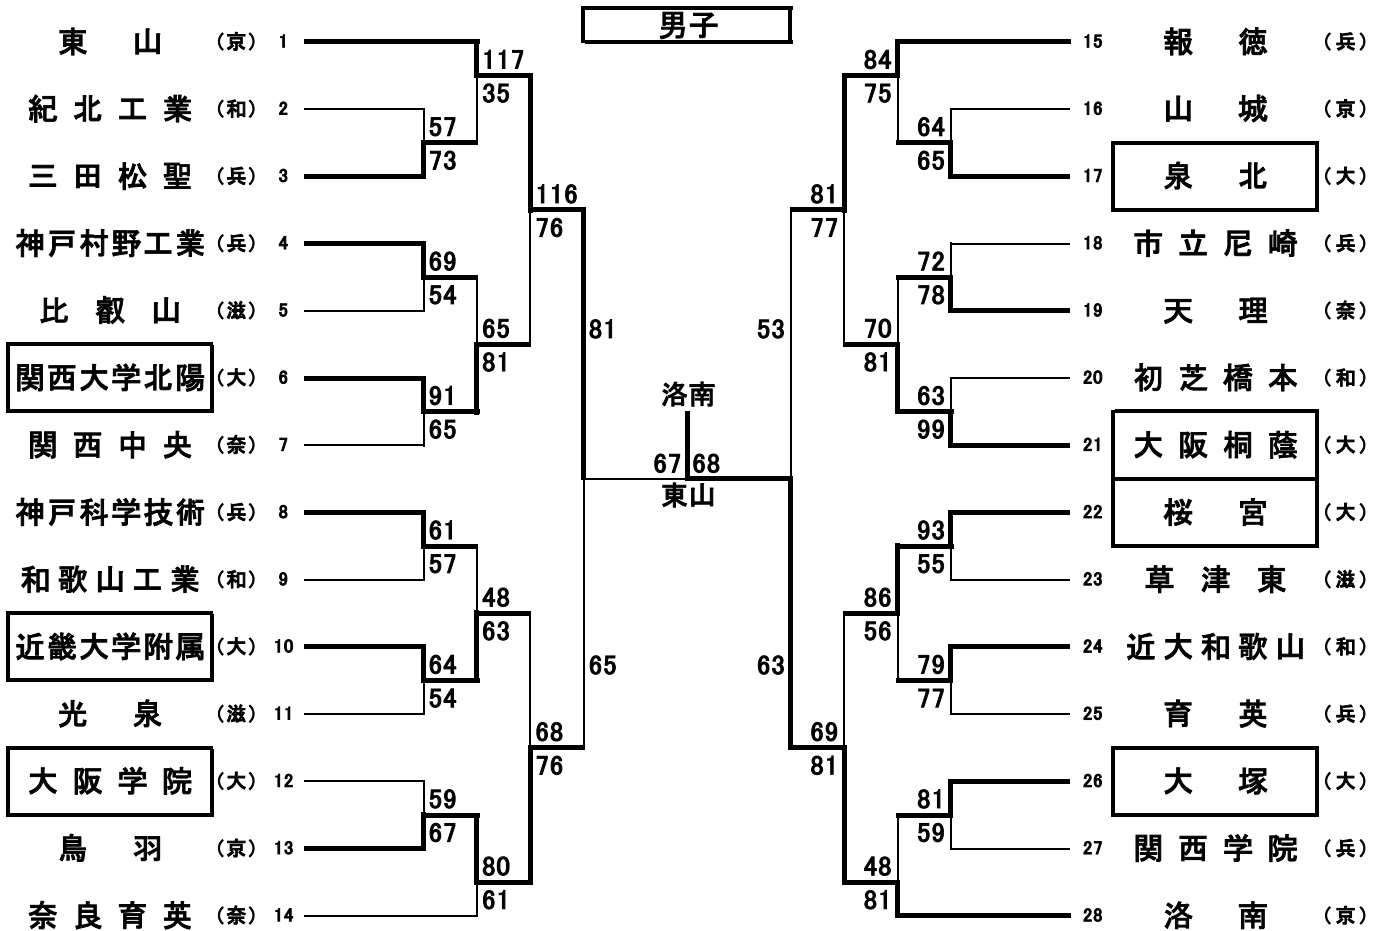 男子
東山 (京) 1
紀北工業 (和) 2
三田松聖 (兵) 3
神戸村野工業 (兵) 4
比叡山 (滋) 5
関西大学北陽 (大) 6
関西中央 (奈) 7
神戸科学技術 (兵) 8
和歌山工業 (和) 9
近畿大学附属 (大) 10
光泉 (滋) 11
大阪学院 (大) 12
鳥羽 (京) 13
奈良育英 (奈) 14
117
35
57
73
116
76
69
54
65
81
91
65
81
61
57
48
63
64
54
65
68
76
59
67
80
61
洛南
67 68
東山
84
75
64
65
81
77
72
78
70
81
63
99
53
93
55
86
56
79
77
63
69
81
81
59
48
81
15 報徳 (兵)
16 山城 (京)
17 泉北 (大)
18 市立尼崎 (兵)
19 天理 (奈)
20 初芝橋本 (和)
21 大阪桐蔭 (大)
22 桜宮 (大)
23 草津東 (滋)
24 近大和歌山 (和)
25 育英 (兵)
26 大塚 (大)
27 関西学院 (兵)
28 洛南 (京)